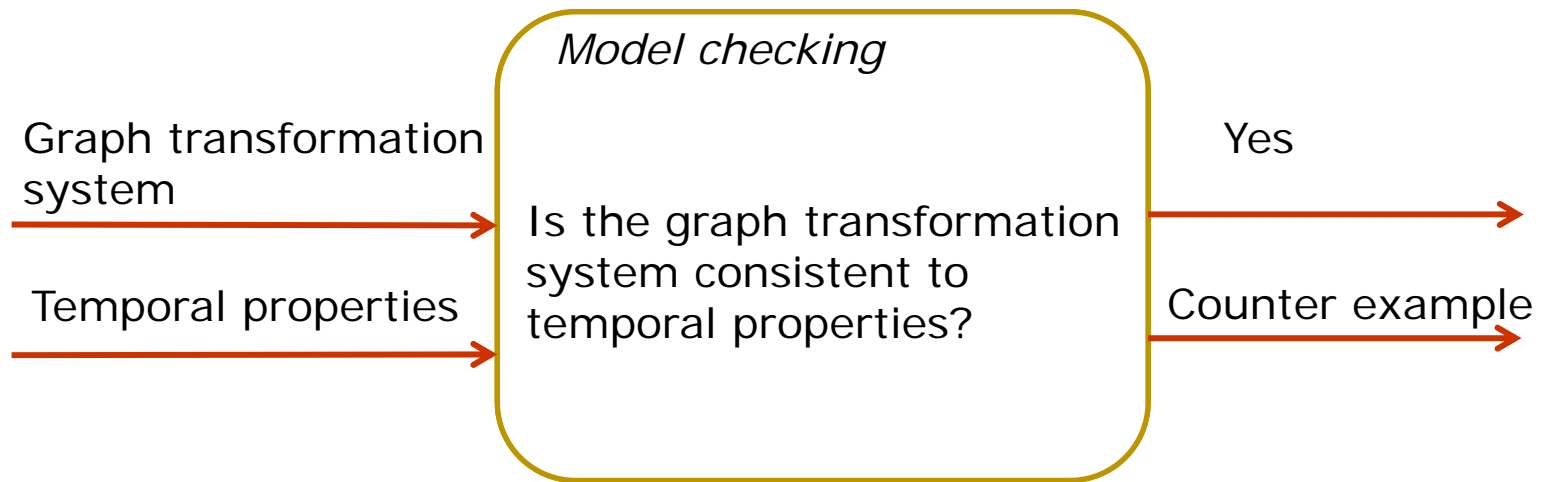 Model checking
Graph transformation
system
Temporal properties
Is the graph transformation
system consistent to
temporal properties?
Yes
Counter example